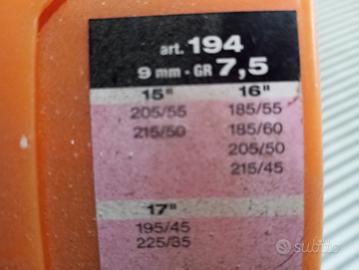 art. 194
9 mm - GR 7,5
15" 16"
205/55 185/55
215/50 185/60
205/50
215/45
17"
195/45
225/35
subito